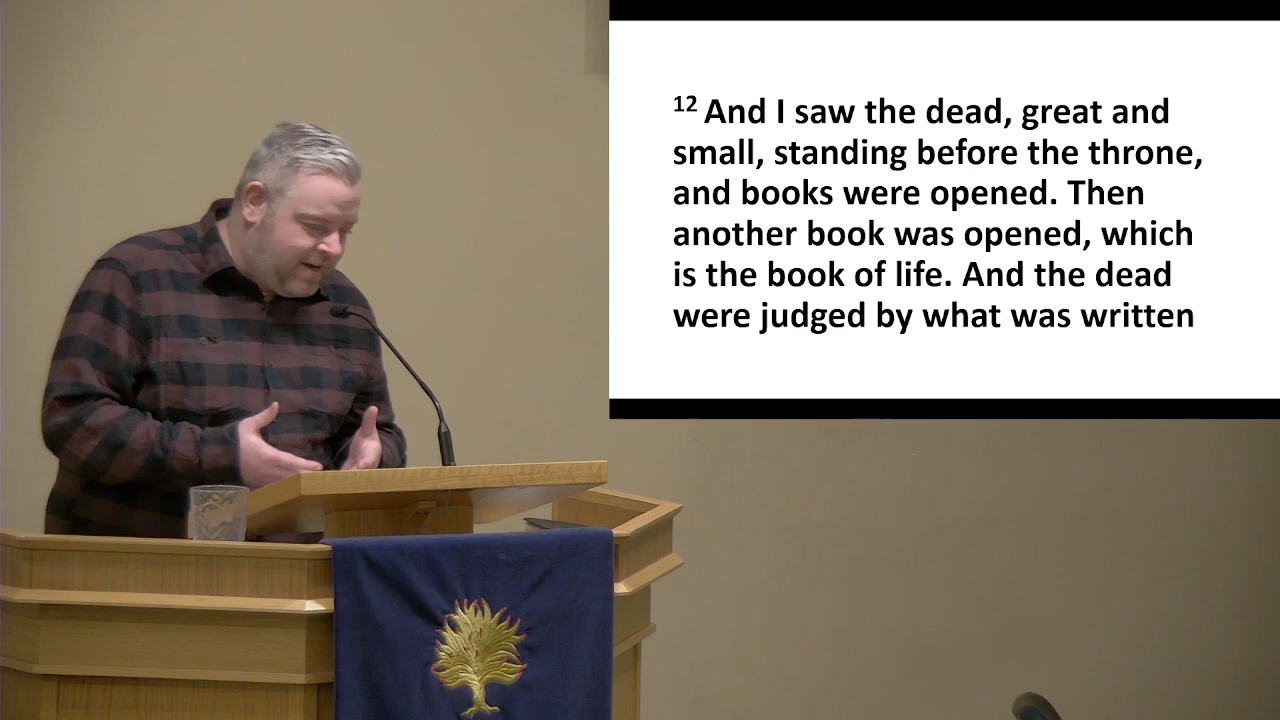 12 And I saw the dead, great and
small, standing before the throne,
and books were opened. Then
another book was opened, which
is the book of life. And the dead
were judged by what was written